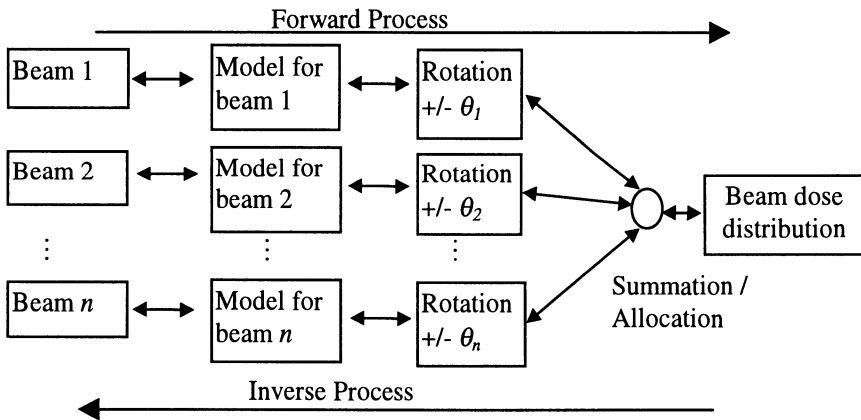 Forward Process
Beam 1
Model for
beam 1
Rotation
+/- θ1
Beam 2
Model for
beam 2
Rotation
+/- θ2
Beam dose
distribution
⋮
⋮
⋮
Beam n
Model for
beam n
Rotation
+/- θn
Summation /
Allocation
Inverse Process